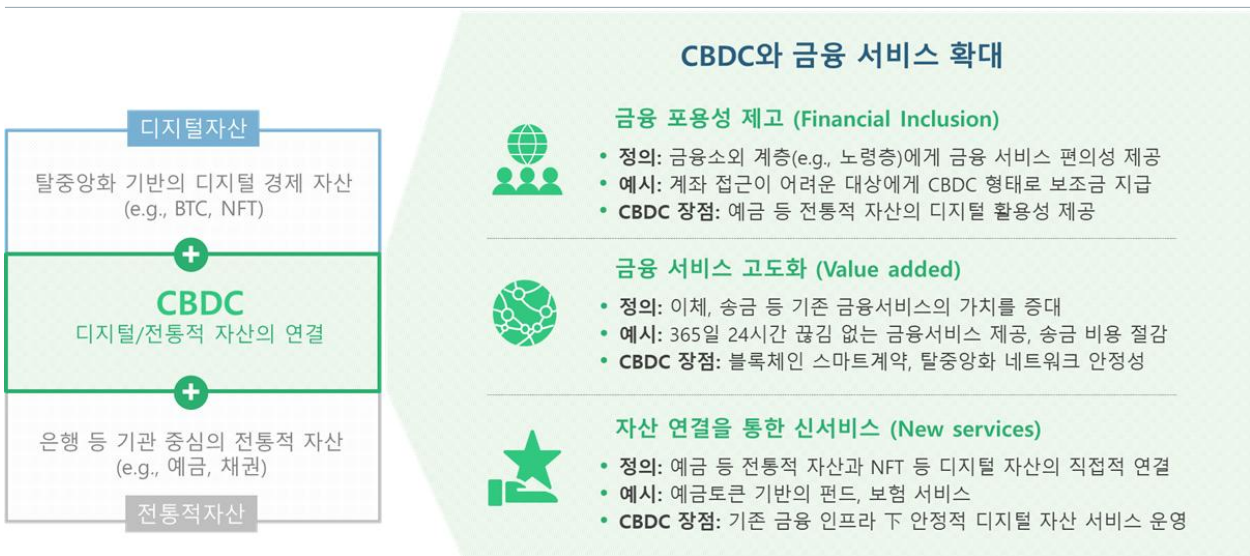 디지털자산
탈중앙화 기반의 디지털 경제 자산
(e.g., BTC, NFT)
CBDC
디지털/전통적 자산의 연결
은행 등 기관 중심의 전통적 자산
(e.g., 예금, 채권)
전통적자산
CBDC와 금융 서비스 확대
금융 포용성 제고 (Financial Inclusion)
• 정의: 금융소외 계층(e.g., 노령층)에게 금융 서비스 편의성 제공
• 예시: 계좌 접근이 어려운 대상에게 CBDC 형태로 보조금 지급
• CBDC 장점: 예금 등 전통적 자산의 디지털 활용성 제공
금융 서비스 고도화 (Value added)
• 정의: 이체, 송금 등 기존 금융서비스의 가치를 증대
• 예시: 365일 24시간 끊김 없는 금융서비스 제공, 송금 비용 절감
• CBDC 장점: 블록체인 스마트계약, 탈중앙화 네트워크 안정성
자산 연결을 통한 신서비스 (New services)
• 정의: 예금 등 전통적 자산과 NFT 등 디지털 자산의 직접적 연결
• 예시: 예금토큰 기반의 펀드, 보험 서비스
• CBDC 장점: 기존 금융 인프라 下 안정적 디지털 자산 서비스 운영